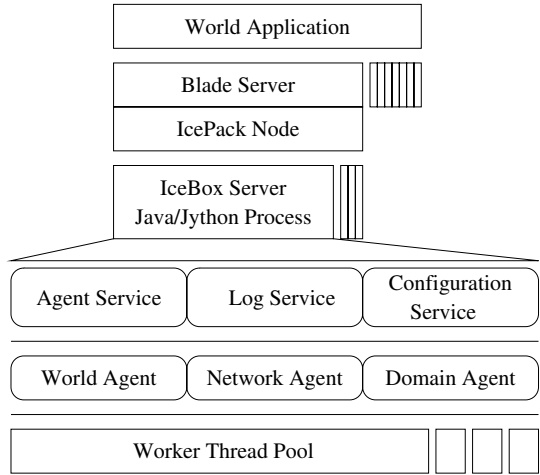 World Application
Blade Server
IcePack Node
IceBox Server
Java/Jython Process
Agent Service
Log Service
Configuration
Service
World Agent
Network Agent
Domain Agent
Worker Thread Pool